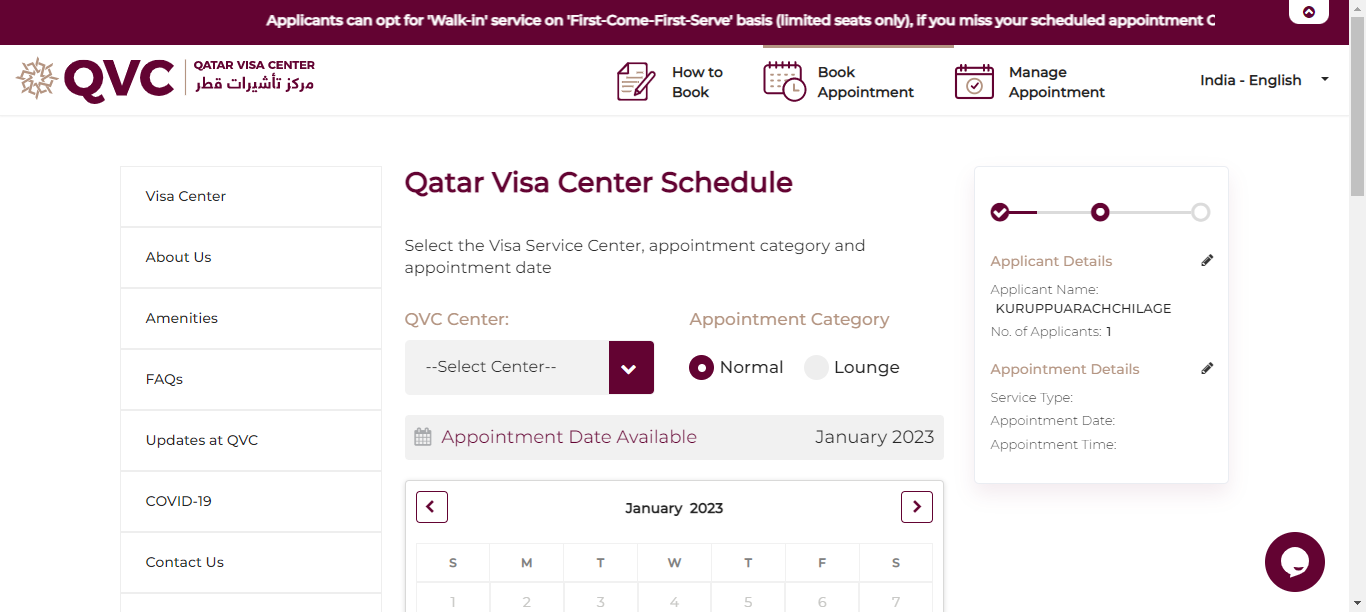 Applicants can opt for 'Walk-in' service on 'First-Come-First-Serve' basis (limited seats only), if you miss your scheduled appointment
QVC
QATAR VISA CENTER
مركز تأشيرات قطر
How to
Book
Book
Appointment
Manage
Appointment
India - English
Visa Center
About Us
Amenities
FAQs
Updates at QVC
COVID-19
Contact Us
Qatar Visa Center Schedule
Select the Visa Service Center, appointment category and
appointment date
QVC Center:
--Select Center--
Appointment Category
Normal
Lounge
Appointment Date Available
January 2023
January 2023
S M T W T F S
1 2 3 4 5 6 7
Applicant Details
Applicant Name:
KURUPPUARACHCHILAGE
No. of Applicants: 1
Appointment Details
Service Type:
Appointment Date:
Appointment Time: